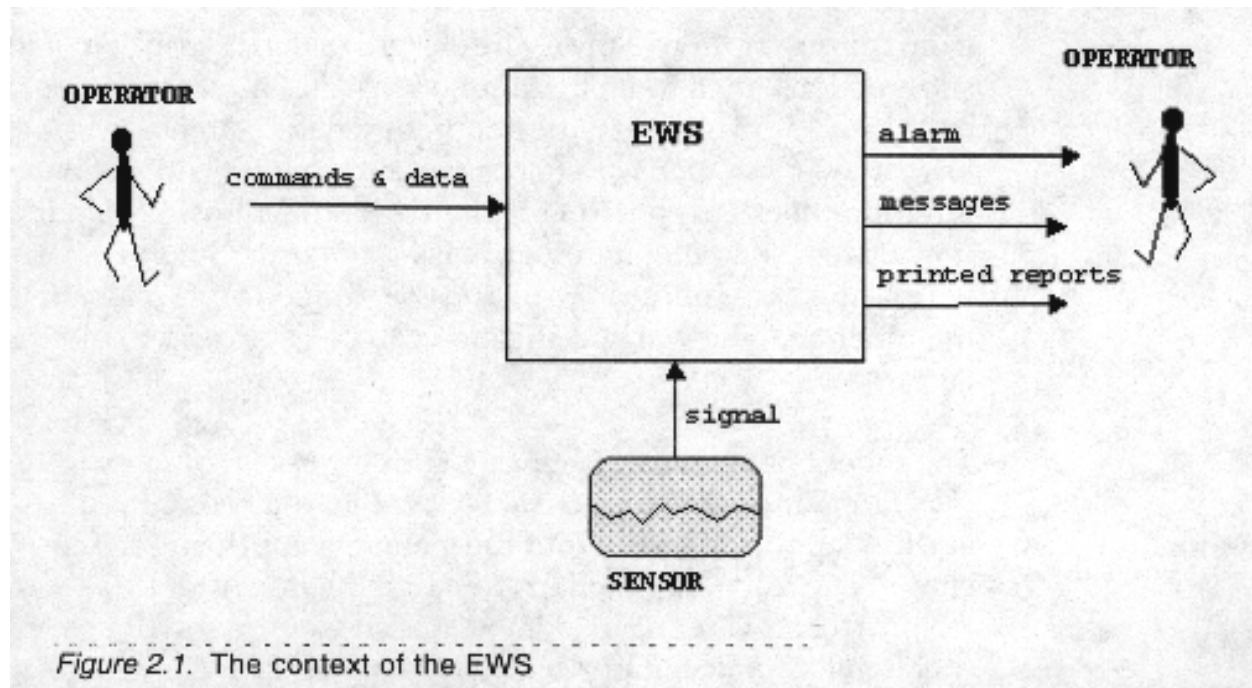 OPERATOR
OPERATOR
EWS
alarm
commands & data
messages
printed reports
signal
SENSOR
Figure 2.1. The context of the EWS